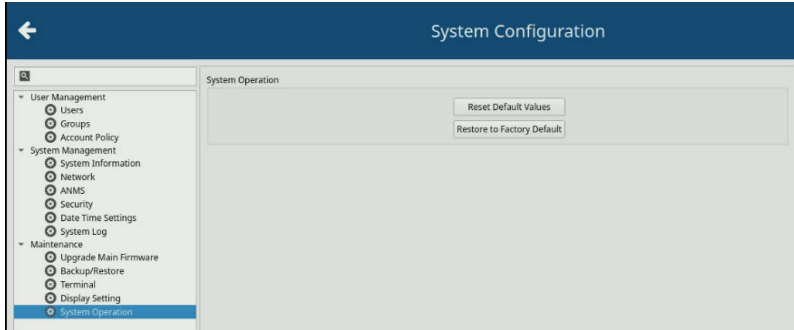 System Configuration
System Operation
Reset Default Values
Restore to Factory Default
User Management
Users
Groups
Account Policy
System Management
System Information
Network
ANMS
Security
Date Time Settings
System Log
Maintenance
Upgrade Main Firmware
Backup/Restore
Terminal
Display Setting
System Operation